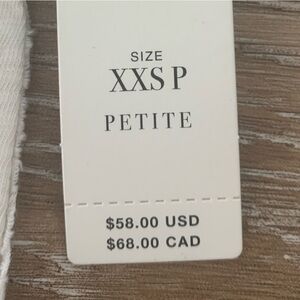 SIZE
XXS P
PETITE
$58.00 USD
$68.00 CAD